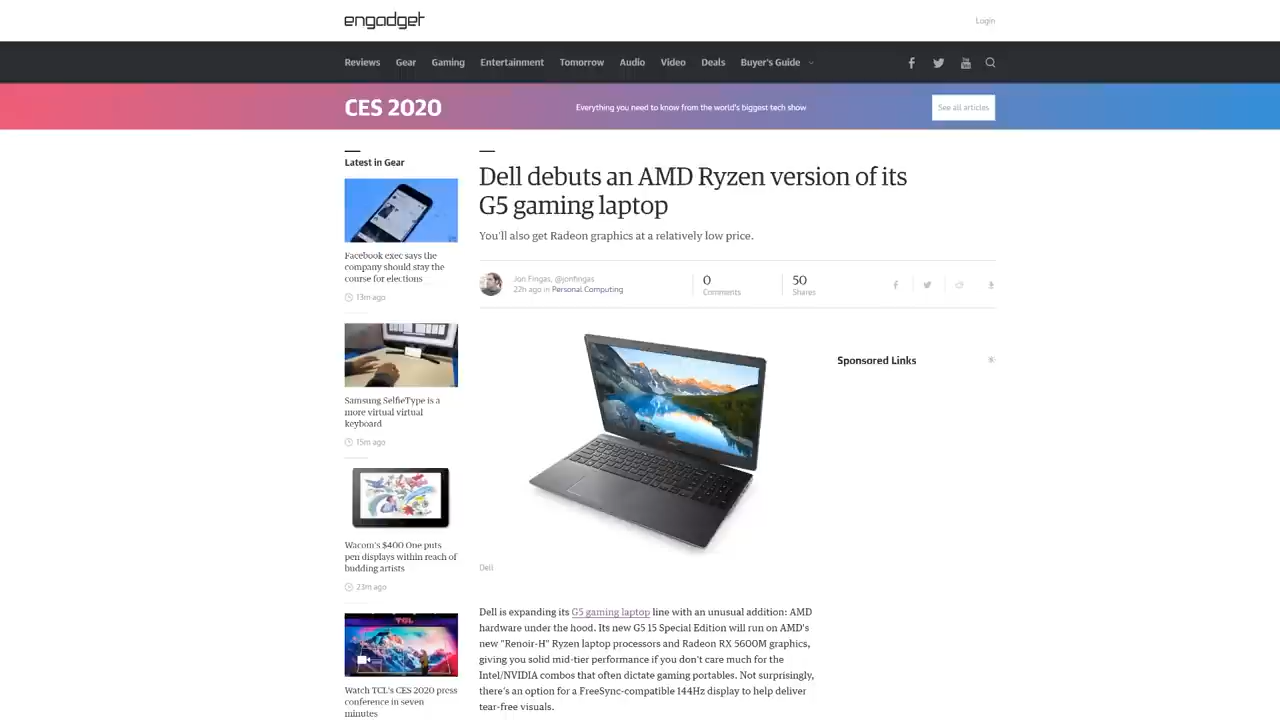 engadget
Login
Reviews
Gear
Gaming
Entertainment
Tomorrow
Audio
Video
Deals
Buyer's Guide
CES 2020
Everything you need to know from the world's biggest tech show
See all articles
Latest in Gear
Facebook exec says the
company should stay the
course for elections
13m ago
Samsung SelfieType is a
more virtual virtual
keyboard
15m ago
Wacom's $400 One puts
pen displays within reach of
budding artists
23m ago
TCL
Watch TCL's CES 2020 press
conference in seven
minutes
Dell debuts an AMD Ryzen version of its
G5 gaming laptop
You'll also get Radeon graphics at a relatively low price.
Jon Fingas, @jonfingas
22h ago in Personal Computing
0
Comments
50
Shares
Sponsored Links
Dell
Dell is expanding its G5 gaming laptop line with an unusual addition: AMD
hardware under the hood. Its new G5 15 Special Edition will run on AMD's
new "Renoir-H" Ryzen laptop processors and Radeon RX 5600M graphics,
giving you solid mid-tier performance if you don't care much for the
Intel/NVIDIA combos that often dictate gaming portables. Not surprisingly,
there's an option for a FreeSync-compatible 144Hz display to help deliver
tear-free visuals.